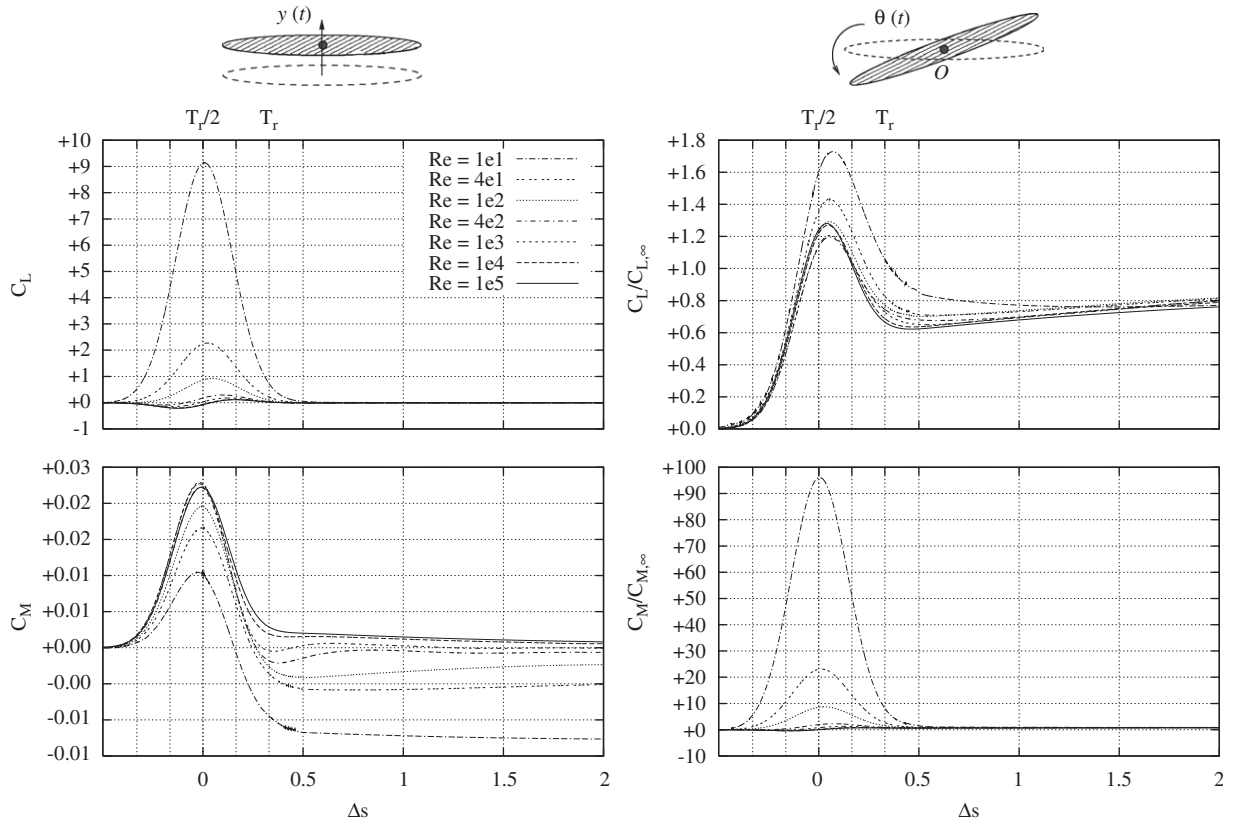 y (t)
θ (t)
O
T_r/2 T_r
T_r/2 T_r
+10
+9
+8
+7
+6
+5
+4
+3
+2
+1
+0
-1
C_L
Re = 1e1
Re = 4e1
Re = 1e2
Re = 4e2
Re = 1e3
Re = 1e4
Re = 1e5
+1.8
+1.6
+1.4
+1.2
+1.0
+0.8
+0.6
+0.4
+0.2
+0.0
C_L/C_L,∞
+0.03
+0.02
+0.02
+0.01
+0.01
+0.00
-0.00
-0.01
-0.01
C_M
0 0.5 1 1.5 2
Δs
+100
+90
+80
+70
+60
+50
+40
+30
+20
+10
+0
-10
C_M/C_M,∞
0 0.5 1 1.5 2
Δs